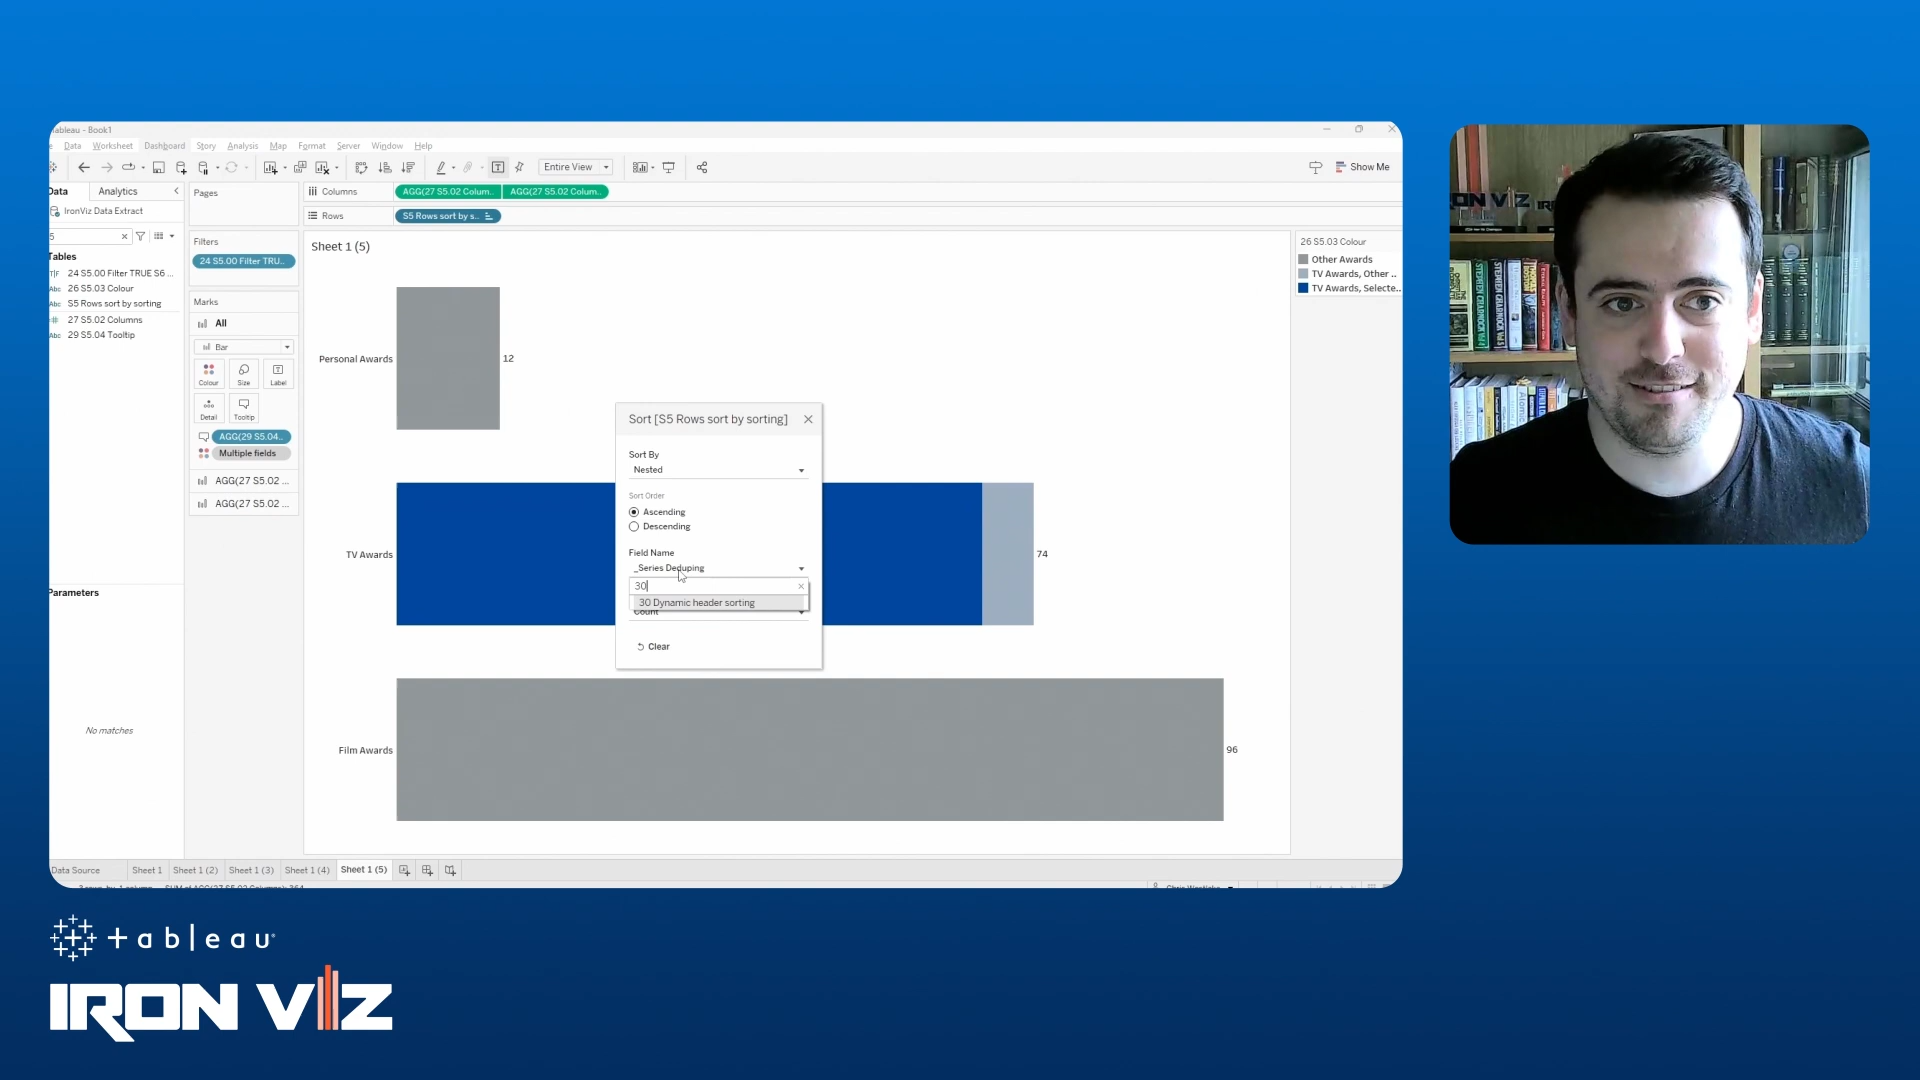 Tableau - Book1
Data Worksheet Dashboard Story Analysis Map Format Server Window Help
Entire View
Show Me
Data
Analytics
IronViz Data Extract
5
Tables
24 S5.00 Filter TRUE S6 ...
26 S5.03 Colour
S5 Rows sort by sorting
27 S5.02 Columns
29 S5.04 Tooltip
Parameters
No matches
Pages
Filters
24 S5.00 Filter TRU..
Marks
All
Bar
Colour
Size
Label
Detail
Tooltip
AGG(29 S5.04..
Multiple fields
AGG(27 S5.02 ...
AGG(27 S5.02 ...
Columns
AGG(27 S5.02 Colum..
AGG(27 S5.02 Colum..
Rows
S5 Rows sort by s..
Sheet 1 (5)
Personal Awards
12
TV Awards
74
Film Awards
96
Sort [S5 Rows sort by sorting]
Sort By
Nested
Sort Order
Ascending
Descending
Field Name
_Series Deduping
30
30 Dynamic header sorting
Count
Clear
26 S5.03 Colour
Other Awards
TV Awards, Other ..
TV Awards, Selecte..
Data Source
Sheet 1
Sheet 1 (2)
Sheet 1 (3)
Sheet 1 (4)
Sheet 1 (5)
STEPHEN CHARNOCK
+ableau
IRON VIZ